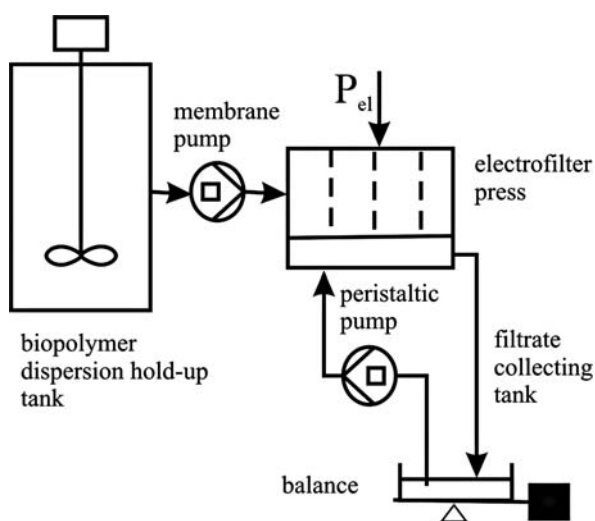 membrane
pump
P el
electrofilter
press
peristaltic
pump
biopolymer
dispersion hold-up
tank
filtrate
collecting
tank
balance